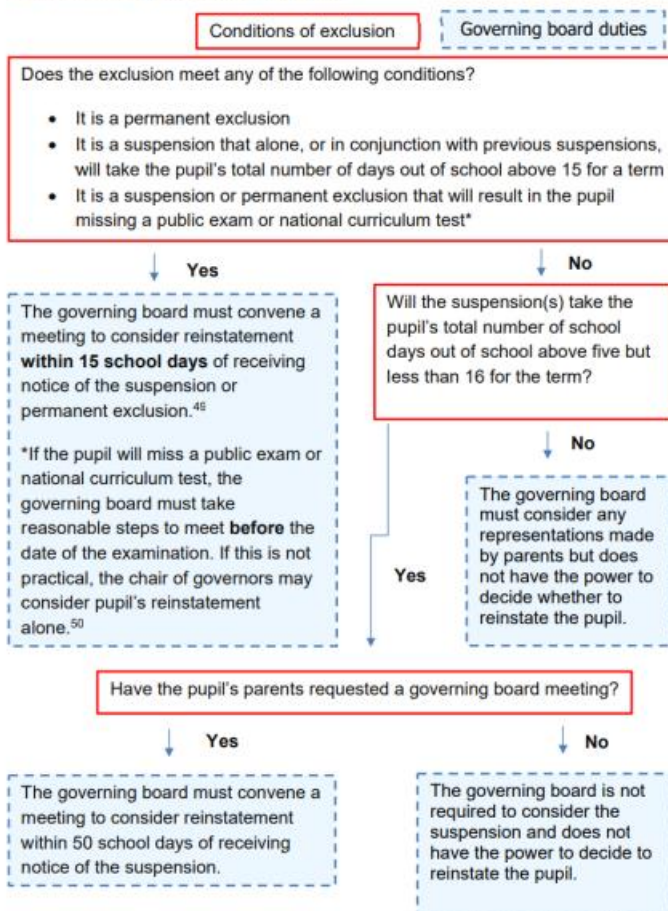 Conditions of exclusion
Governing board duties
Does the exclusion meet any of the following conditions?
• It is a permanent exclusion
• It is a suspension that alone, or in conjunction with previous suspensions,
will take the pupil's total number of days out of school above 15 for a term
• It is a suspension or permanent exclusion that will result in the pupil
missing a public exam or national curriculum test*
Yes
No
The governing board must convene a
meeting to consider reinstatement
within 15 school days of receiving
notice of the suspension or
permanent exclusion.49
*If the pupil will miss a public exam or
national curriculum test, the
governing board must take
reasonable steps to meet before the
date of the examination. If this is not
practical, the chair of governors may
consider pupil's reinstatement
alone.50
Will the suspension(s) take the
pupil's total number of school
days out of school above five but
less than 16 for the term?
No
The governing board
must consider any
representations made
by parents but does
not have the power to
decide whether to
reinstate the pupil.
Yes
Have the pupil's parents requested a governing board meeting?
Yes
No
The governing board must convene a
meeting to consider reinstatement
within 50 school days of receiving
notice of the suspension.
The governing board is not
required to consider the
suspension and does not
have the power to decide to
reinstate the pupil.